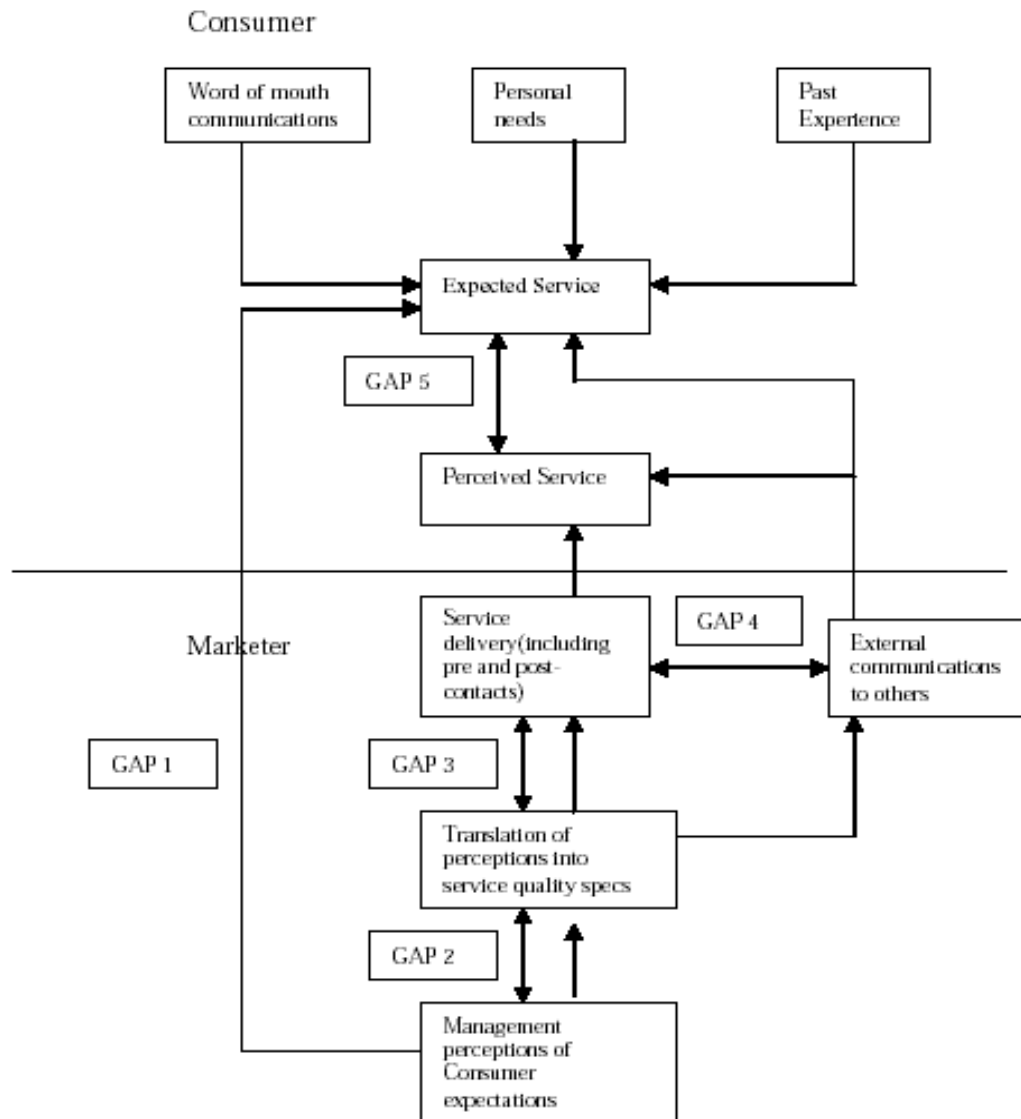 Consumer
Word of mouth
communications
Personal
needs
Past
Experience
Expected Service
GAP 5
Perceived Service
Marketer
Service
delivery(including
pre and post-
contacts)
GAP 4
External
communications
to others
GAP 1
GAP 3
Translation of
perceptions into
service quality specs
GAP 2
Management
perceptions of
Consumer
expectations